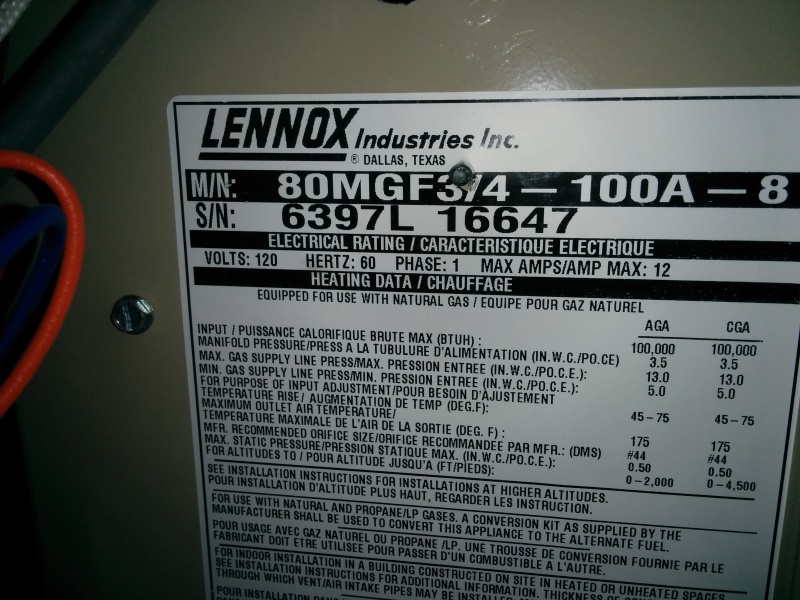 LENNOX Industries Inc.
® DALLAS, TEXAS
M/N: 80MGF3/4-100A-8
S/N: 6397L 16647
ELECTRICAL RATING / CARACTERISTIQUE ELECTRIQUE
VOLTS: 120 HERTZ: 60 PHASE: 1 MAX AMPS/AMP MAX: 12
HEATING DATA / CHAUFFAGE
EQUIPPED FOR USE WITH NATURAL GAS / EQUIPE POUR GAZ NATUREL
AGA CGA
INPUT / PUISSANCE CALORIFIQUE BRUTE MAX (BTUH) : 100,000 100,000
MANIFOLD PRESSURE/PRESS A LA TUBULURE D'ALIMENTATION (IN.W.C./PO.CE) 3.5 3.5
MAX. GAS SUPPLY LINE PRESS/MAX. PRESSION ENTREE (IN.W.C./PO.C.E.): 13.0 13.0
MIN. GAS SUPPLY LINE PRESS/MIN. PRESSION ENTREE (IN.W.C./PO.C.E.): 5.0 5.0
FOR PURPOSE OF INPUT ADJUSTMENT/POUR BESOIN D'AJUSTEMENT
TEMPERATURE RISE/ AUGMENTATION DE TEMP (DEG.F): 45-75 45-75
MAXIMUM OUTLET AIR TEMPERATURE/
TEMPERATURE MAXIMALE DE L'AIR DE LA SORTIE (DEG. F) : 175 175
MFR. RECOMMENDED ORIFICE SIZE/ORIFICE RECOMMANDEE PAR MFR.: (DMS) #44 #44
MAX. STATIC PRESSURE/PRESSION STATIQUE MAX. (IN.W.C./PO.C.E.): 0.50 0.50
FOR ALTITUDES TO / POUR ALTITUDE JUSQU'A (FT/PIEDS): 0-2,000 0-4,500
SEE INSTALLATION INSTRUCTIONS FOR INSTALLATIONS AT HIGHER ALTITUDES.
POUR INSTALLATION D'ALTITUDE PLUS HAUT, REGARDER LES INSTRUCTION.
FOR USE WITH NATURAL AND PROPANE/LP GASES. A CONVERSION KIT AS SUPPLIED BY THE
MANUFACTURER SHALL BE USED TO CONVERT THIS APPLIANCE TO THE ALTERNATE FUEL.
POUR USAGE AVEC GAZ NATUREL OU PROPANE /LP. UNE TROUSSE DE CONVERSION FOURNIE PAR LE
FABRICANT DOIT ETRE UTILISEE POUR PASSER D'UN COMBUSTIBLE A L'AUTRE.
FOR INDOOR INSTALLATION IN A BUILDING CONSTRUCTED ON SITE IN HEATED OR UNHEATED SPACES
SEE INSTALLATION INSTRUCTIONS FOR ADDITIONAL INFORMATION. THICKNESS OF
THROUGH WHICH VENT/AIR INTAKE PIPES MAY BE INSTALLED
POUR INSTALLATION